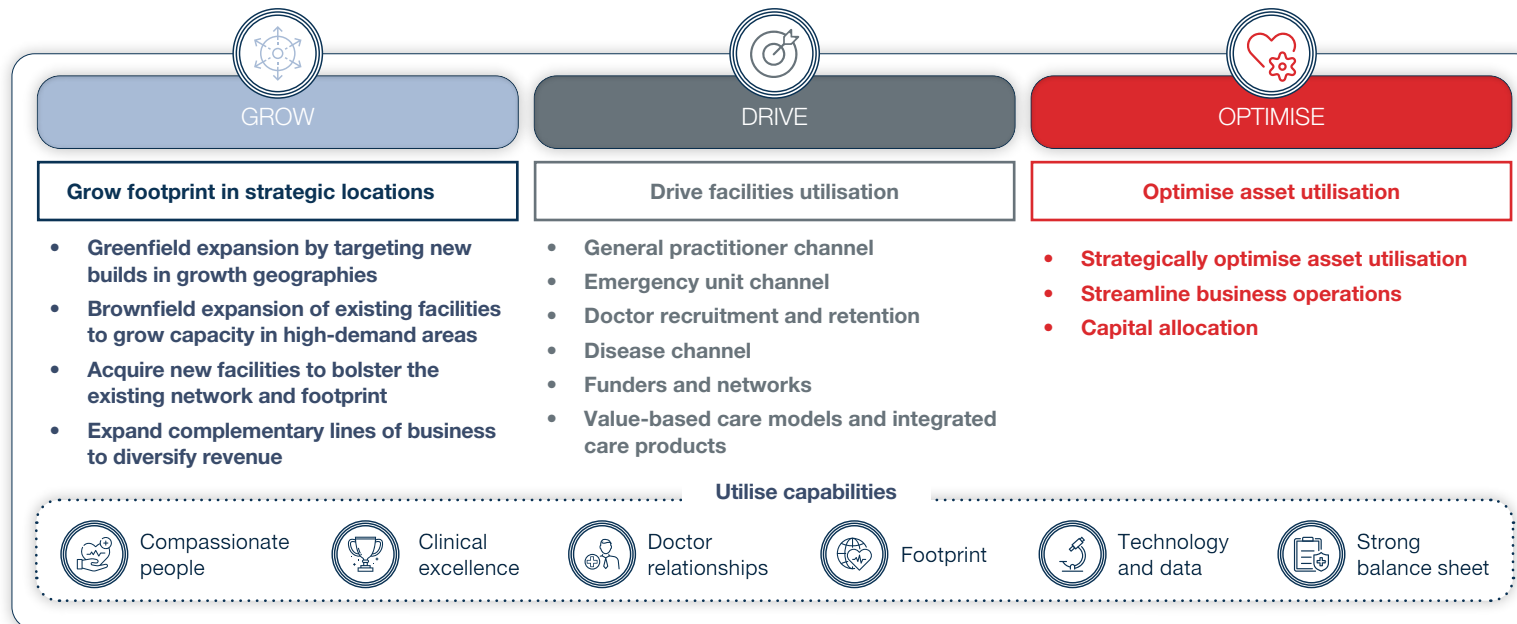 GROW
Grow footprint in strategic locations
• Greenfield expansion by targeting new
builds in growth geographies
• Brownfield expansion of existing facilities
to grow capacity in high-demand areas
• Acquire new facilities to bolster the
existing network and footprint
• Expand complementary lines of business
to diversify revenue
DRIVE
Drive facilities utilisation
• General practitioner channel
• Emergency unit channel
• Doctor recruitment and retention
• Disease channel
• Funders and networks
• Value-based care models and integrated
care products
OPTIMISE
Optimise asset utilisation
• Strategically optimise asset utilisation
• Streamline business operations
• Capital allocation
Utilise capabilities
Compassionate
people
Clinical
excellence
Doctor
relationships
Footprint
Technology
and data
Strong
balance sheet